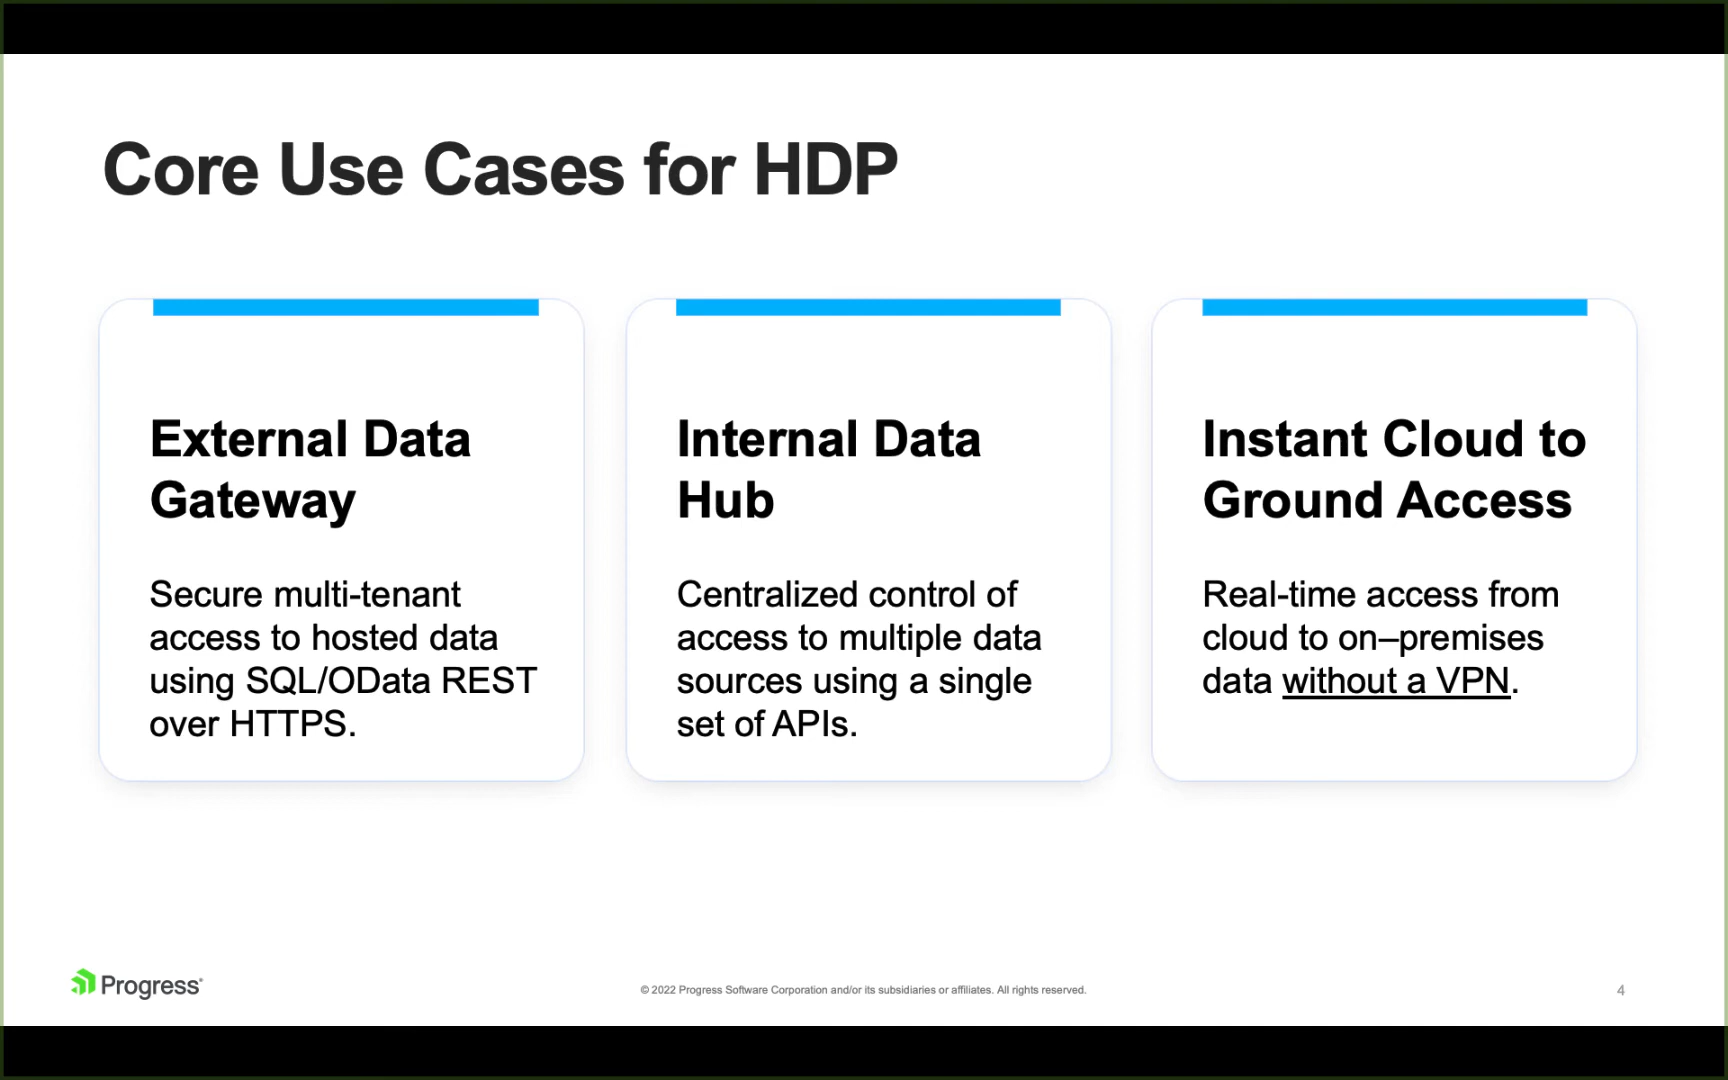 Core Use Cases for HDP
External Data
Gateway
Secure multi-tenant
access to hosted data
using SQL/OData REST
over HTTPS.
Internal Data
Hub
Centralized control of
access to multiple data
sources using a single
set of APIs.
Instant Cloud to
Ground Access
Real-time access from
cloud to on–premises
data without a VPN.
Progress®
© 2022 Progress Software Corporation and/or its subsidiaries or affiliates. All rights reserved.
4